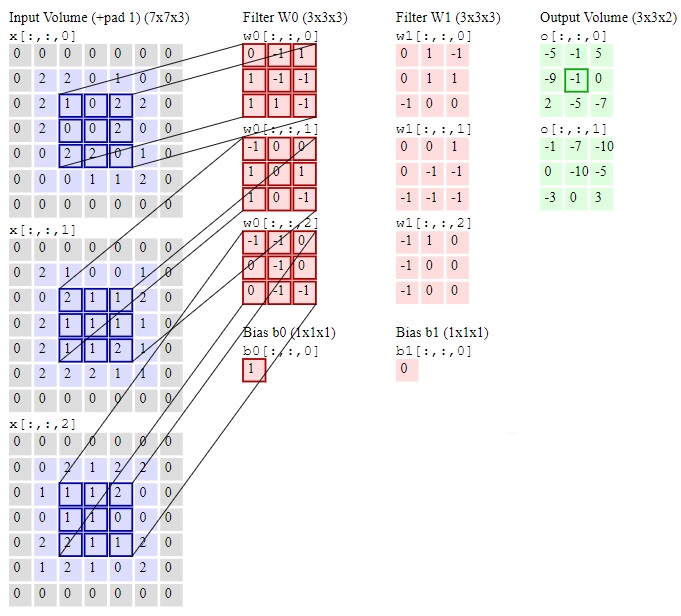 Input Volume (+pad 1) (7x7x3)
x[:,:,0]
0 0 0 0 0 0 0
0 2 2 0 1 0 0
0 2 1 0 2 2 0
0 2 0 0 2 0 0
0 0 2 2 0 1 0
0 0 0 1 1 2 0
0 0 0 0 0 0 0
x[:,:,1]
0 0 0 0 0 0 0
0 2 1 0 0 1 0
0 0 2 1 1 2 0
0 2 1 1 1 1 0
0 2 1 1 2 1 0
0 2 2 2 1 1 0
0 0 0 0 0 0 0
x[:,:,2]
0 0 0 0 0 0 0
0 0 2 1 2 2 0
0 1 1 1 2 0 0
0 0 1 1 0 0 0
0 2 2 1 1 2 0
0 1 2 1 0 2 0
0 0 0 0 0 0 0
Filter W0 (3x3x3)
w0[:,:,0]
0 -1 1
1 -1 -1
1 1 -1
w0[:,:,1]
-1 0 0
1 0 1
1 0 -1
w0[:,:,2]
-1 -1 0
0 -1 0
0 -1 -1
Bias b0 (1x1x1)
b0[:,:,0]
1
Filter W1 (3x3x3)
w1[:,:,0]
0 1 -1
0 1 1
-1 0 0
w1[:,:,1]
0 0 1
0 -1 -1
-1 -1 -1
w1[:,:,2]
-1 1 0
-1 0 0
-1 0 0
Bias b1 (1x1x1)
b1[:,:,0]
0
Output Volume (3x3x2)
o[:,:,0]
-5 -1 5
-9 -1 0
2 -5 -7
o[:,:,1]
-1 -7 -10
0 -10 -5
-3 0 3